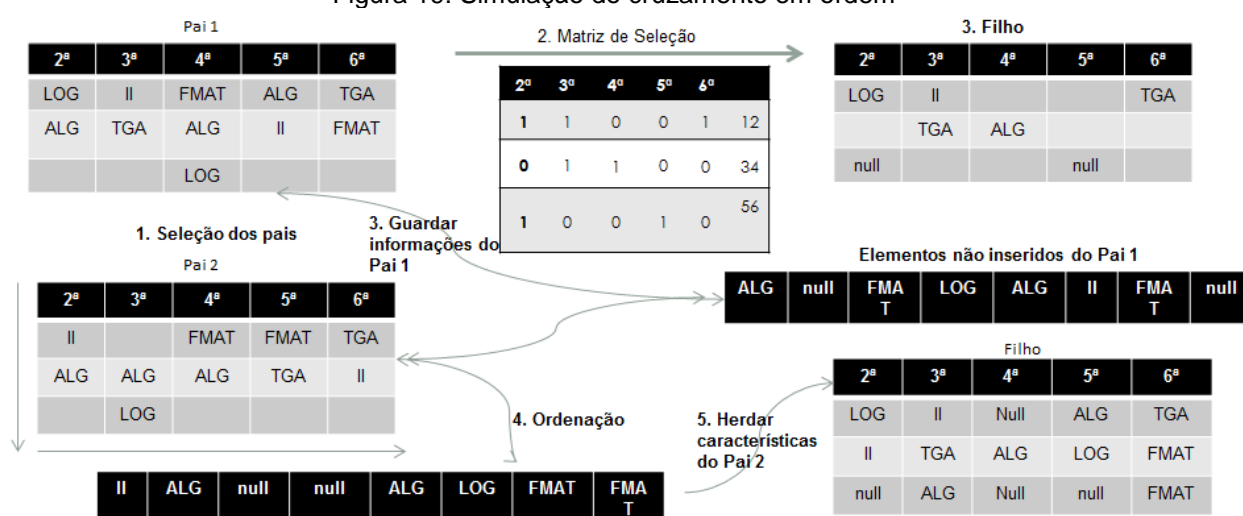 Figura 10: Simulação do cruzamento em ordem
Pai 1
2ª 3ª 4ª 5ª 6ª
LOG II FMAT ALG TGA
ALG TGA ALG II FMAT
LOG
2. Matriz de Seleção
2ª 3ª 4ª 5ª 6ª
1 1 0 0 1 12
0 1 1 0 0 34
1 0 0 1 0 56
3. Filho
2ª 3ª 4ª 5ª 6ª
LOG II TGA
TGA ALG
null null
1. Seleção dos pais
3. Guardar
informações do
Pai 1
Pai 2
2ª 3ª 4ª 5ª 6ª
II FMAT FMAT TGA
ALG ALG ALG TGA II
LOG
Elementos não inseridos do Pai 1
ALG null FMA LOG ALG II FMA null
T T
4. Ordenação
5. Herdar
características
do Pai 2
Filho
2ª 3ª 4ª 5ª 6ª
LOG II Null ALG TGA
II TGA ALG LOG FMAT
null ALG Null null FMAT
II ALG null null ALG LOG FMAT FMA
T